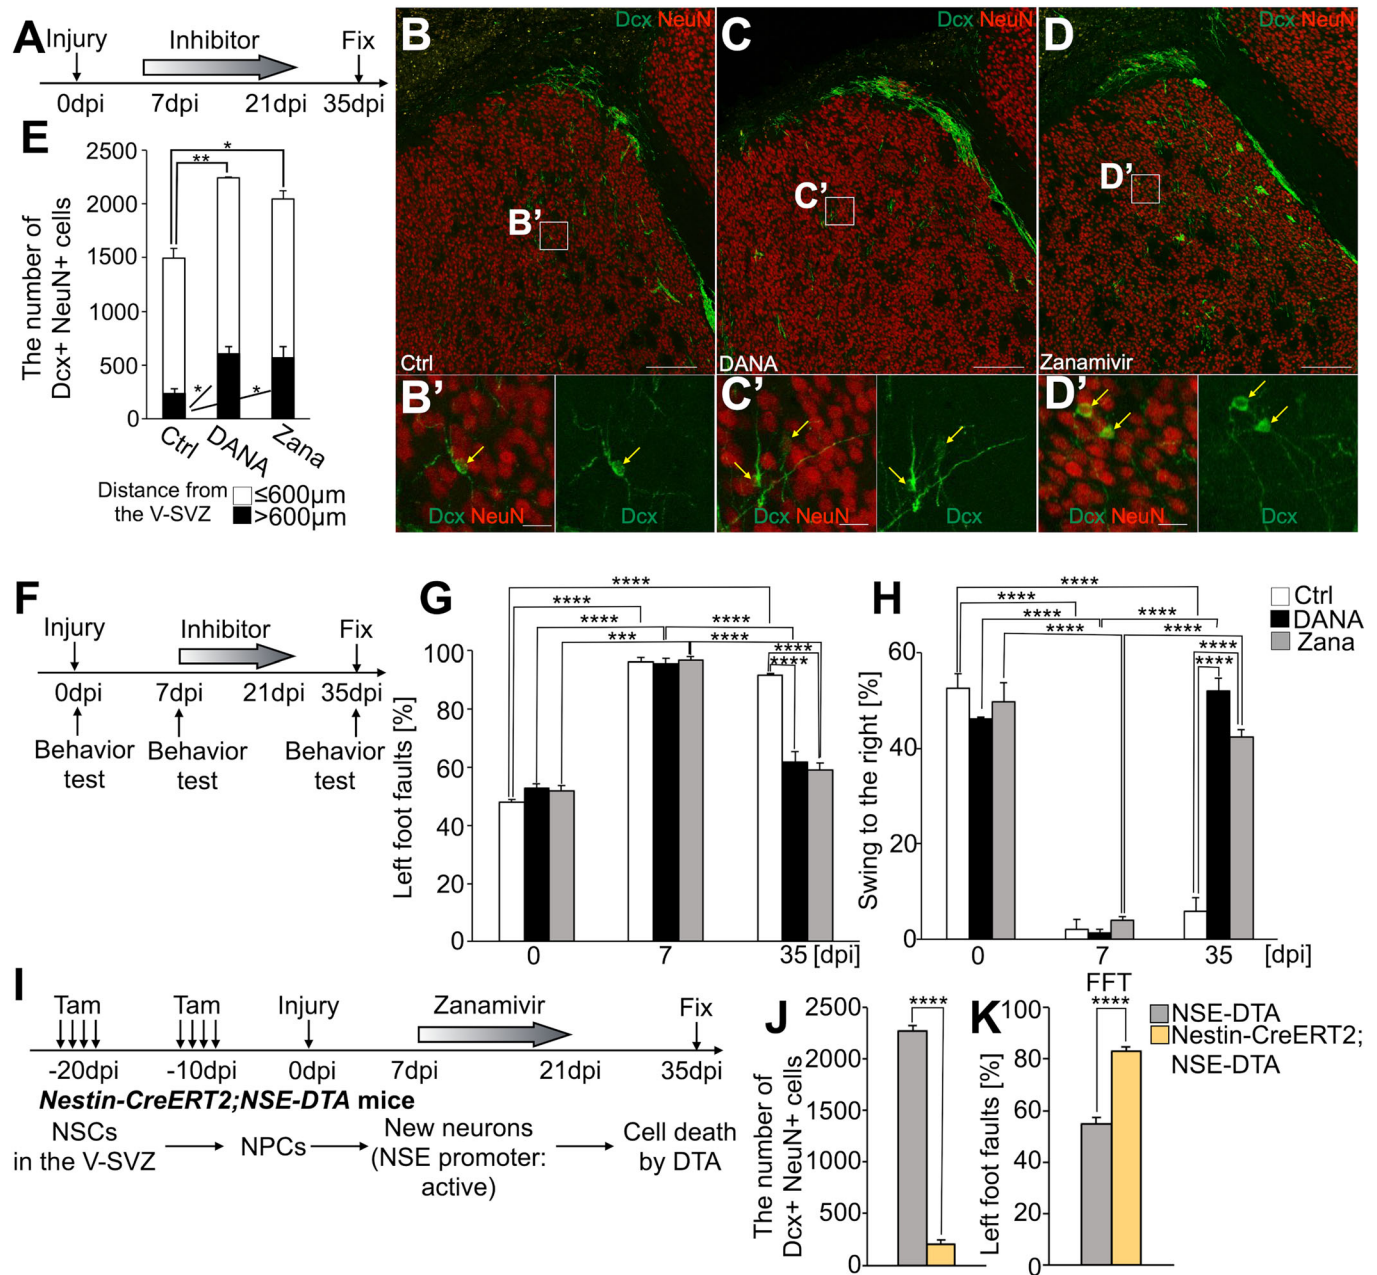 A
Injury
Inhibitor
Fix
0dpi
7dpi
21dpi
35dpi
B
Dcx NeuN
B’
Ctrl
C
Dcx NeuN
C’
DANA
D
Dcx NeuN
D’
Zanamivir
B’
Dcx NeuN
Dcx
C’
Dcx NeuN
Dcx
D’
Dcx NeuN
Dcx
E
The number of
Dcx+ NeuN+ cells
2500
2000
1500
1000
500
0
*
**
*
*
Ctrl
DANA
Zana
Distance from
the V-SVZ
≤600μm
>600μm
F
Injury
Inhibitor
Fix
0dpi
7dpi
21dpi
35dpi
Behavior
test
Behavior
test
Behavior
test
G
Left foot faults [%]
100
80
60
40
20
0
****
****
****
****
***
****
****
****
0
7
35 [dpi]
H
Swing to the right [%]
60
40
20
0
****
****
****
****
****
****
****
****
0
7
35
[dpi]
Ctrl
DANA
Zana
I
Tam
Tam
Injury
Zanamivir
Fix
-20dpi
-10dpi
0dpi
7dpi
21dpi
35dpi
Nestin-CreERT2;NSE-DTA mice
NSCs
in the V-SVZ
NPCs
New neurons
(NSE promoter:
active)
Cell death
by DTA
J
The number of
Dcx+ NeuN+ cells
2500
2000
1500
1000
500
0
****
K
FFT
Left foot faults [%]
100
80
60
40
20
0
****
NSE-DTA
Nestin-CreERT2;
NSE-DTA